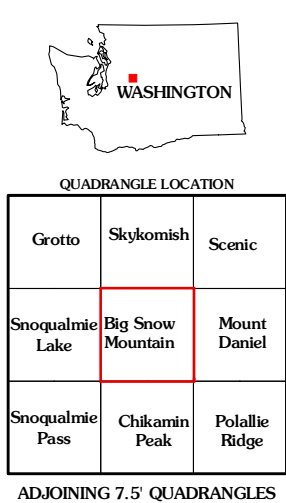 WASHINGTON
QUADRANGLE LOCATION
Grotto
Skykomish
Scenic
Snoqualmie
Lake
Big Snow
Mountain
Mount
Daniel
Snoqualmie
Pass
Chikamin
Peak
Polallie
Ridge
ADJOINING 7.5' QUADRANGLES